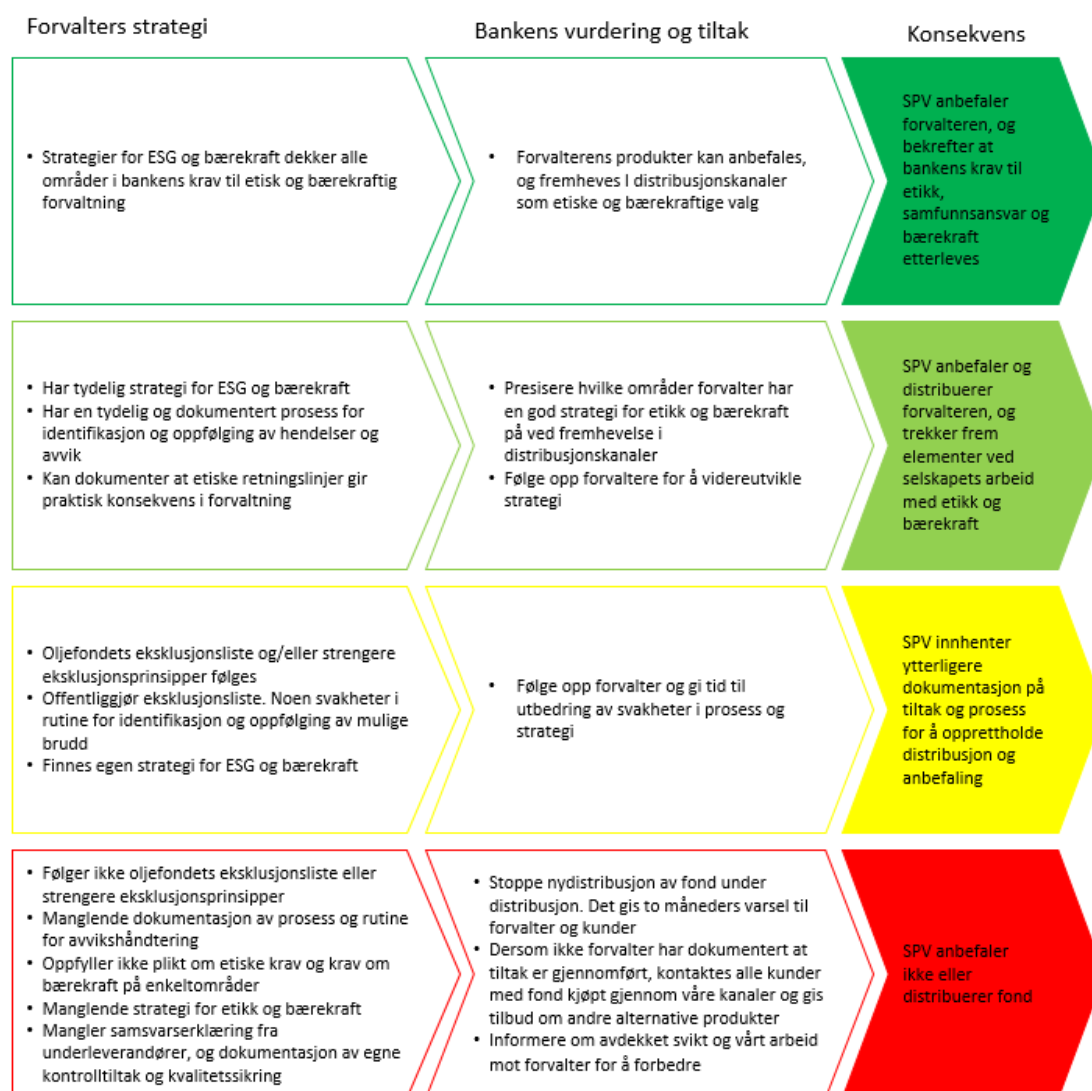 Forvalters strategi
Bankens vurdering og tiltak
Konsekvens
• Strategier for ESG og bærekraft dekker alle
områder i bankens krav til etisk og bærekraftig
forvaltning
• Forvalterens produkter kan anbefales,
og fremheves I distribusjonskanaler
som etiske og bærekraftige valg
SPV anbefaler
forvalteren, og
bekrefter at
bankens krav til
etikk,
samfunnsansvar og
bærekraft
etterleves
• Har tydelig strategi for ESG og bærekraft
• Har en tydelig og dokumentert prosess for
identifikasjon og oppfølging av hendelser og
avvik
• Kan dokumenter at etiske retningslinjer gir
praktisk konsekvens i forvaltning
• Presisere hvilke områder forvalter har
en god strategi for etikk og bærekraft
på ved fremhevelse i
distribusjonskanaler
• Følge opp forvaltere for å videreutvikle
strategi
SPV anbefaler og
distribuerer
forvalteren, og
trekker frem
elementer ved
selskapets arbeid
med etikk og
bærekraft
• Oljefondets eksklusjonsliste og/eller strengere
eksklusjonsprinsipper følges
• Offentliggjør eksklusjonsliste. Noen svakheter i
rutine for identifikasjon og oppfølging av mulige
brudd
• Finnes egen strategi for ESG og bærekraft
• Følge opp forvalter og gi tid til
utbedring av svakheter i prosess og
strategi
SPV innhenter
ytterligere
dokumentasjon på
tiltak og prosess
for å opprettholde
distribusjon og
anbefaling
• Følger ikke oljefondets eksklusjonsliste eller
strengere eksklusjonsprinsipper
• Manglende dokumentasjon av prosess og rutine
for avvikshåndtering
• Oppfyller ikke plikt om etiske krav og krav om
bærekraft på enkeltområder
• Manglende strategi for etikk og bærekraft
• Mangler samsvarserklæring fra
underleverandører, og dokumentasjon av egne
kontrolltiltak og kvalitetssikring
• Stoppe nydistribusjon av fond under
distribusjon. Det gis to måneders varsel til
forvalter og kunder
• Dersom ikke forvalter har dokumentert at
tiltak er gjennomført, kontaktes alle kunder
med fond kjøpt gjennom våre kanaler og gis
tilbud om andre alternative produkter
• Informere om avdekket svikt og vårt arbeid
mot forvalter for å forbedre
SPV anbefaler
ikke eller
distribuerer fond